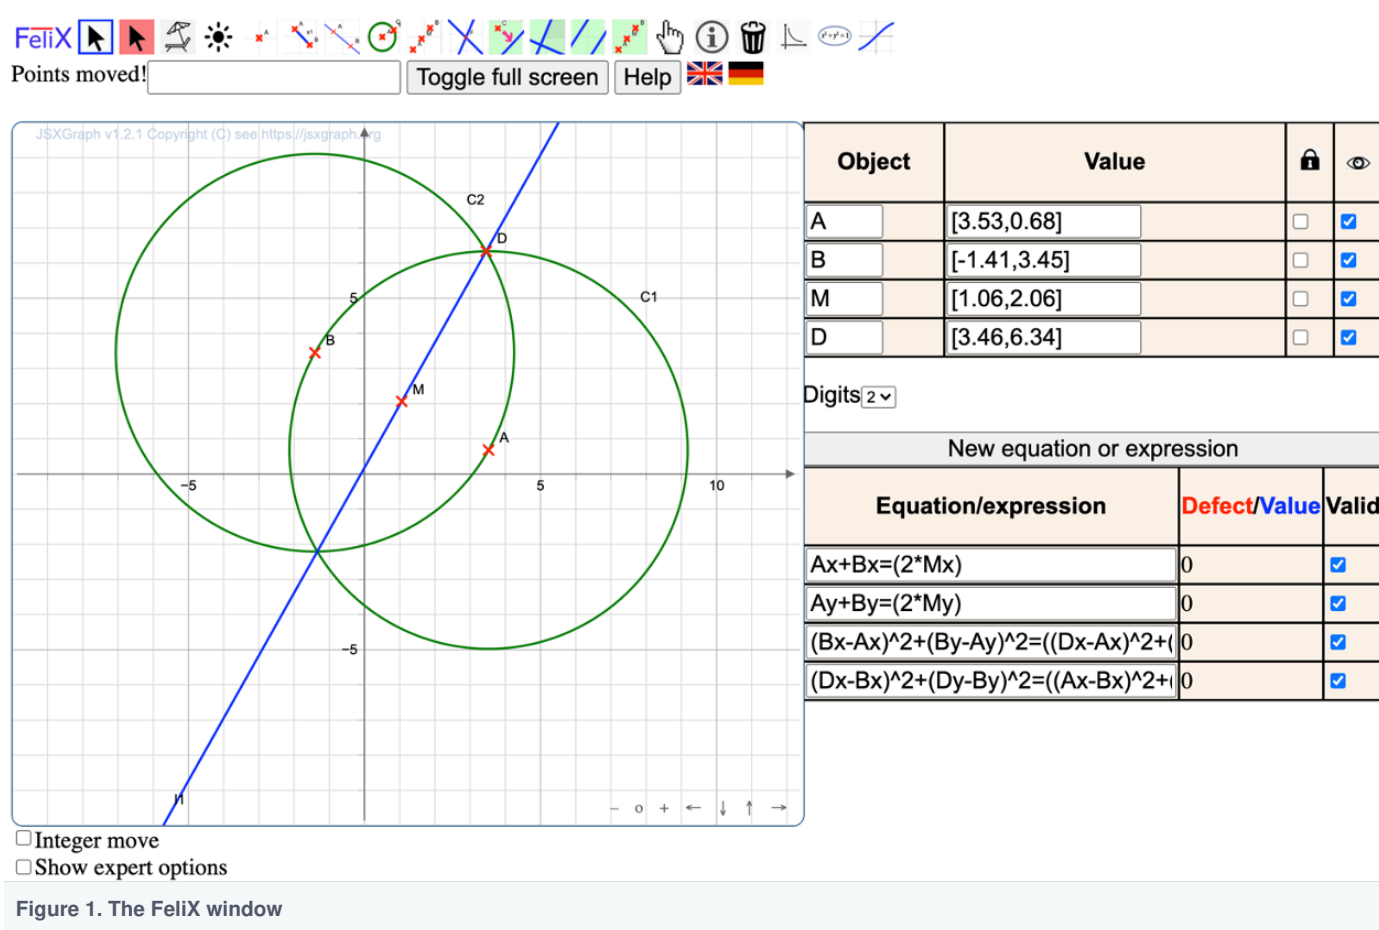 FeliX
Points moved! Toggle full screen Help
JSXGraph v1.2.1 Copyright (C) see https://jsxgraph.org
C2
D
C1
5
B
M
A
-5 5 10
-5
− o + ← ↓ ↑ →
Object Value
A [3.53,0.68]
B [-1.41,3.45]
M [1.06,2.06]
D [3.46,6.34]
Digits 2
New equation or expression
Equation/expression Defect/Value Valid
Ax+Bx=(2*Mx) 0
Ay+By=(2*My) 0
(Bx-Ax)^2+(By-Ay)^2=((Dx-Ax)^2+( 0
(Dx-Bx)^2+(Dy-By)^2=((Ax-Bx)^2+( 0
Integer move
Show expert options
Figure 1. The FeliX window